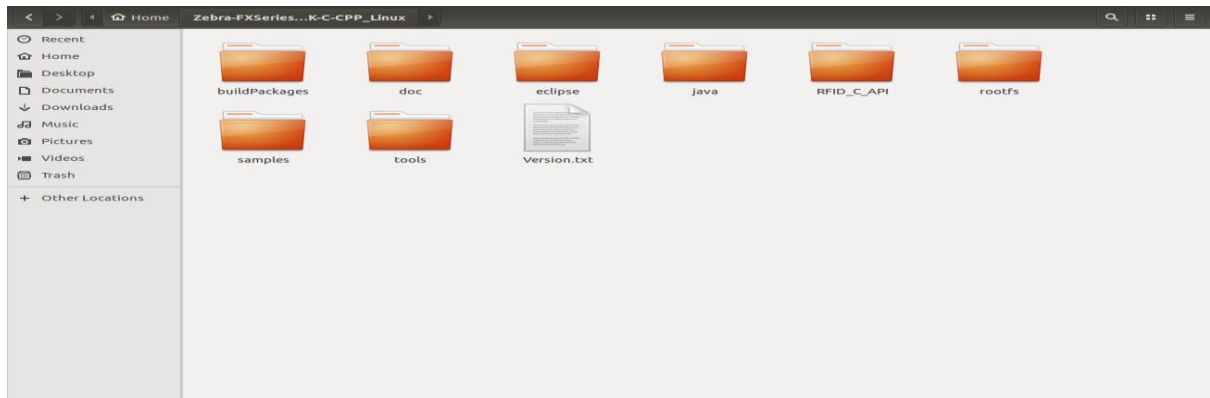 Home Zebra-FXSeries...K-C-CPP_Linux
Recent
Home
Desktop
Documents
Downloads
Music
Pictures
Videos
Trash
Other Locations
buildPackages doc eclipse java RFID_C_API rootfs
samples tools Version.txt